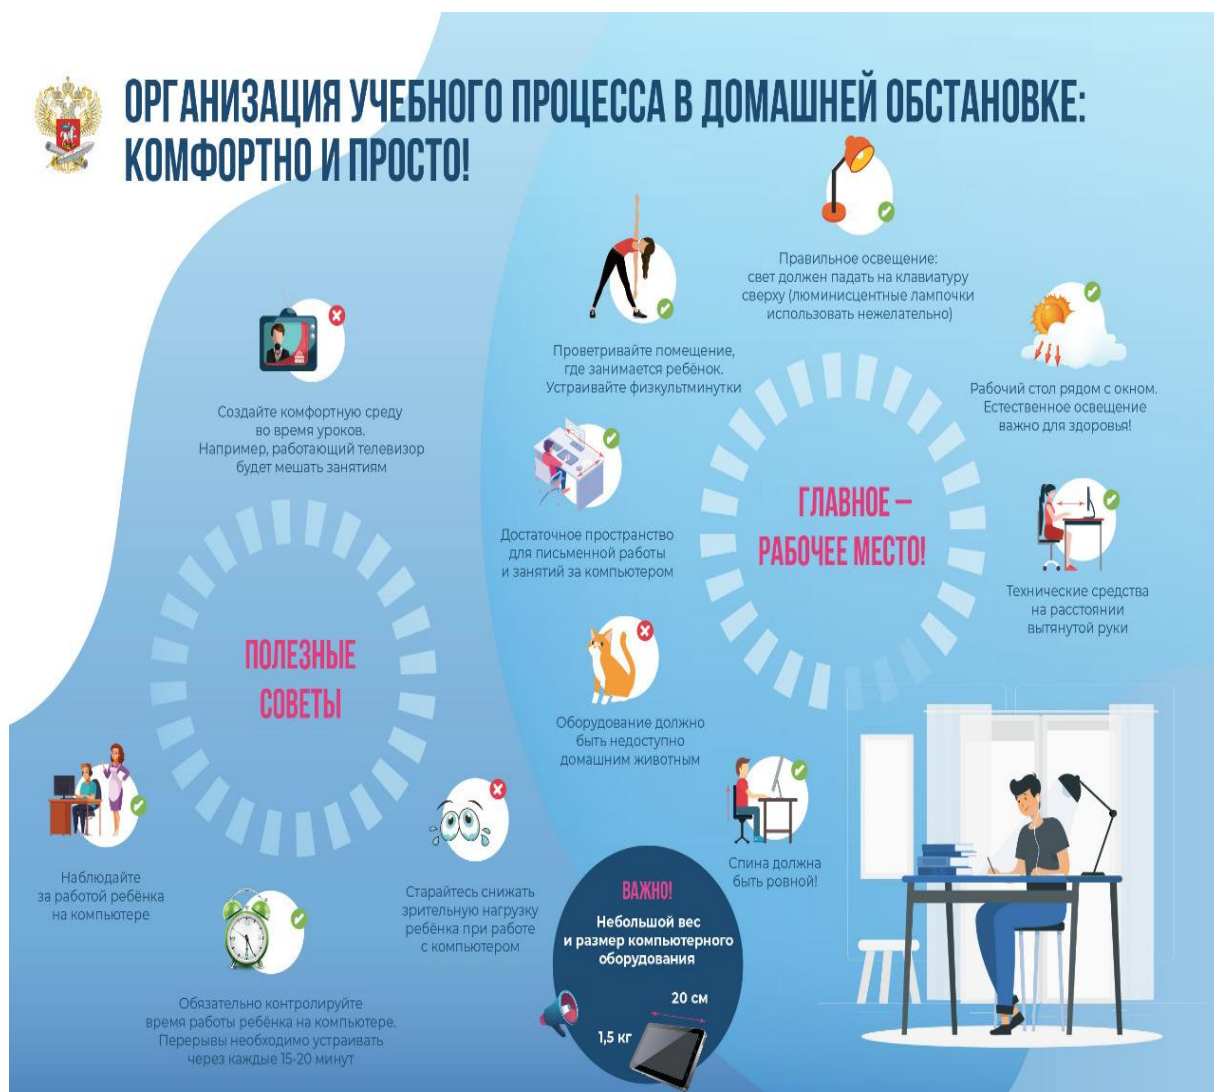 ОРГАНИЗАЦИЯ УЧЕБНОГО ПРОЦЕССА В ДОМАШНЕЙ ОБСТАНОВКЕ:
КОМФОРТНО И ПРОСТО!
Правильное освещение:
свет должен падать на клавиатуру
сверху (люминисцентные лампочки
использовать нежелательно)
Проветривайте помещение,
где занимается ребёнок.
Устраивайте физкультминутки
Рабочий стол рядом с окном.
Естественное освещение
важно для здоровья!
Создайте комфортную среду
во время уроков.
Например, работающий телевизор
будет мешать занятиям
ГЛАВНОЕ –
РАБОЧЕЕ МЕСТО!
Достаточное пространство
для письменной работы
и занятий за компьютером
Технические средства
на расстоянии
вытянутой руки
ПОЛЕЗНЫЕ
СОВЕТЫ
Оборудование должно
быть недоступно
домашним животным
Спина должна
быть ровной!
Наблюдайте
за работой ребёнка
на компьютере
Старайтесь снижать
зрительную нагрузку
ребёнка при работе
с компьютером
Обязательно контролируйте
время работы ребёнка на компьютере.
Перерывы необходимо устраивать
через каждые 15-20 минут
ВАЖНО!
Небольшой вес
и размер компьютерного
оборудования
20 см
1,5 кг